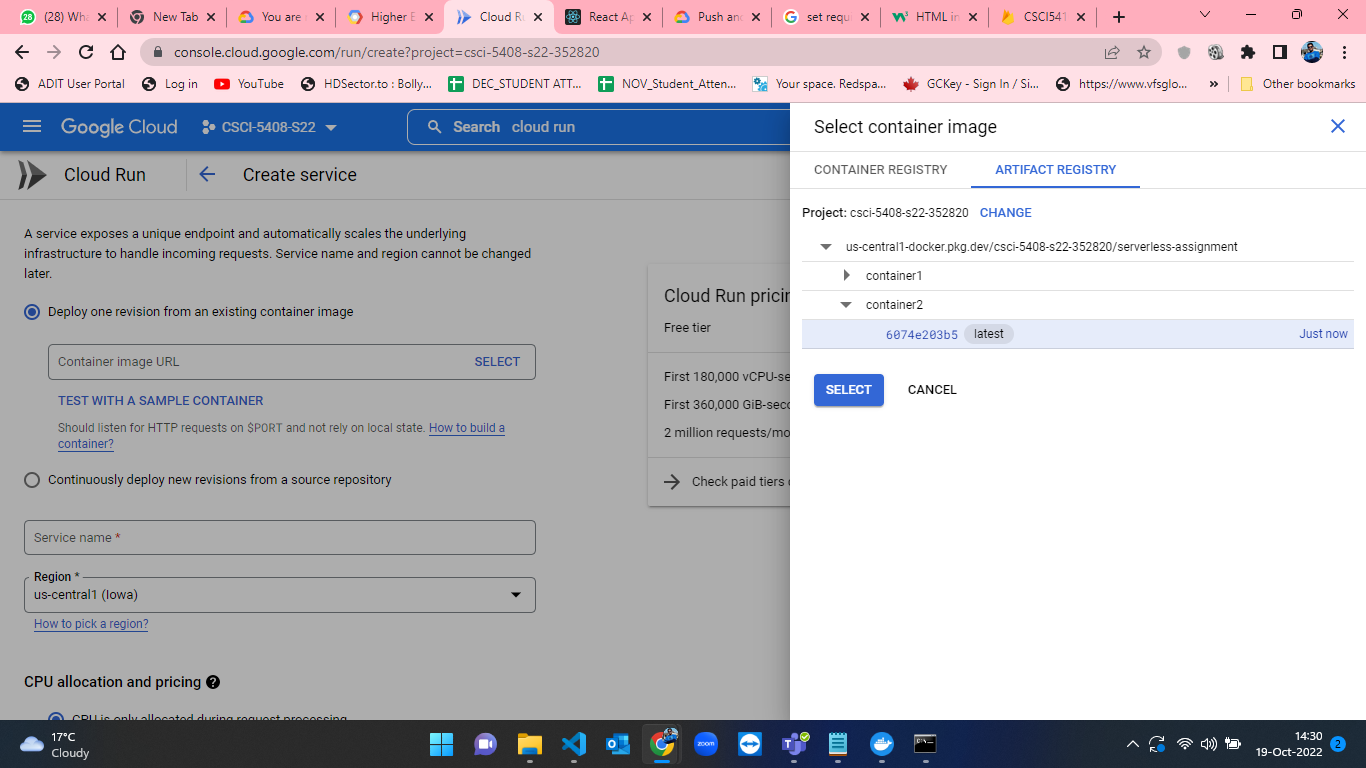 28
(28) Wha
New Tab
You are
Higher E
Cloud Ru
React Ap
Push and
set requ
HTML in
CSCI541
console.cloud.google.com/run/create?project=csci-5408-s22-352820
ADIT User Portal
Log in
YouTube
HDSector.to : Bolly...
DEC_STUDENT ATT...
NOV_Student_Atten...
Your space. Redspa...
GCKey - Sign In / Si...
https://www.vfsglo...
»
Other bookmarks
Google Cloud
CSCI-5408-S22
Search cloud run
Cloud Run
Create service
A service exposes a unique endpoint and automatically scales the underlying
infrastructure to handle incoming requests. Service name and region cannot be changed
later.
Deploy one revision from an existing container image
Container image URL
SELECT
TEST WITH A SAMPLE CONTAINER
Should listen for HTTP requests on $PORT and not rely on local state. How to build a
container?
Continuously deploy new revisions from a source repository
Service name *
Region *
us-central1 (Iowa)
How to pick a region?
CPU allocation and pricing
CPU is only allocated during request processing
Cloud Run pricin
Free tier
First 180,000 vCPU-se
First 360,000 GiB-seco
2 million requests/mo
Check paid tiers
Select container image
CONTAINER REGISTRY
ARTIFACT REGISTRY
Project: csci-5408-s22-352820 CHANGE
us-central1-docker.pkg.dev/csci-5408-s22-352820/serverless-assignment
container1
container2
6074e203b5 latest Just now
SELECT
CANCEL
17°C
Cloudy
zoom
14:30
19-Oct-2022
2